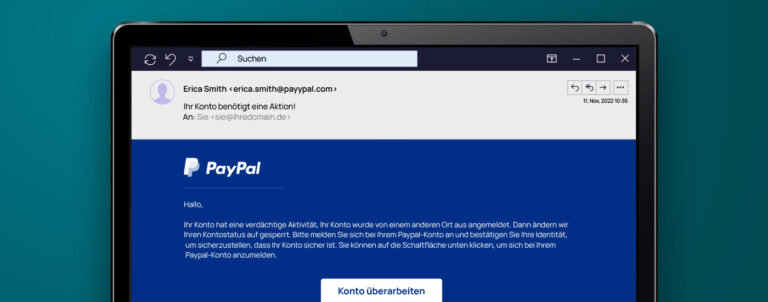 Suchen
Erica Smith <erica.smith@payypal.com>
Ihr Konto benötigt eine Aktion!
11. Nov, 2022 10:36
An: Sie <sie@ihredomain.de>
PayPal
Hallo,
Ihr Konto hat eine verdächtige Aktivität, Ihr Konto wurde von einem anderen Ort aus angemeldet. Dann ändern wir
Ihren Kontostatus auf gesperrt. Bitte melden Sie sich bei Ihrem Paypal-Konto an und bestätigen Sie Ihre Identität,
um sicherzustellen, dass Ihr Konto sicher ist. Sie können auf die Schaltfläche unten klicken, um sich bei Ihrem
Paypal-Konto anzumelden.
Konto überarbeiten